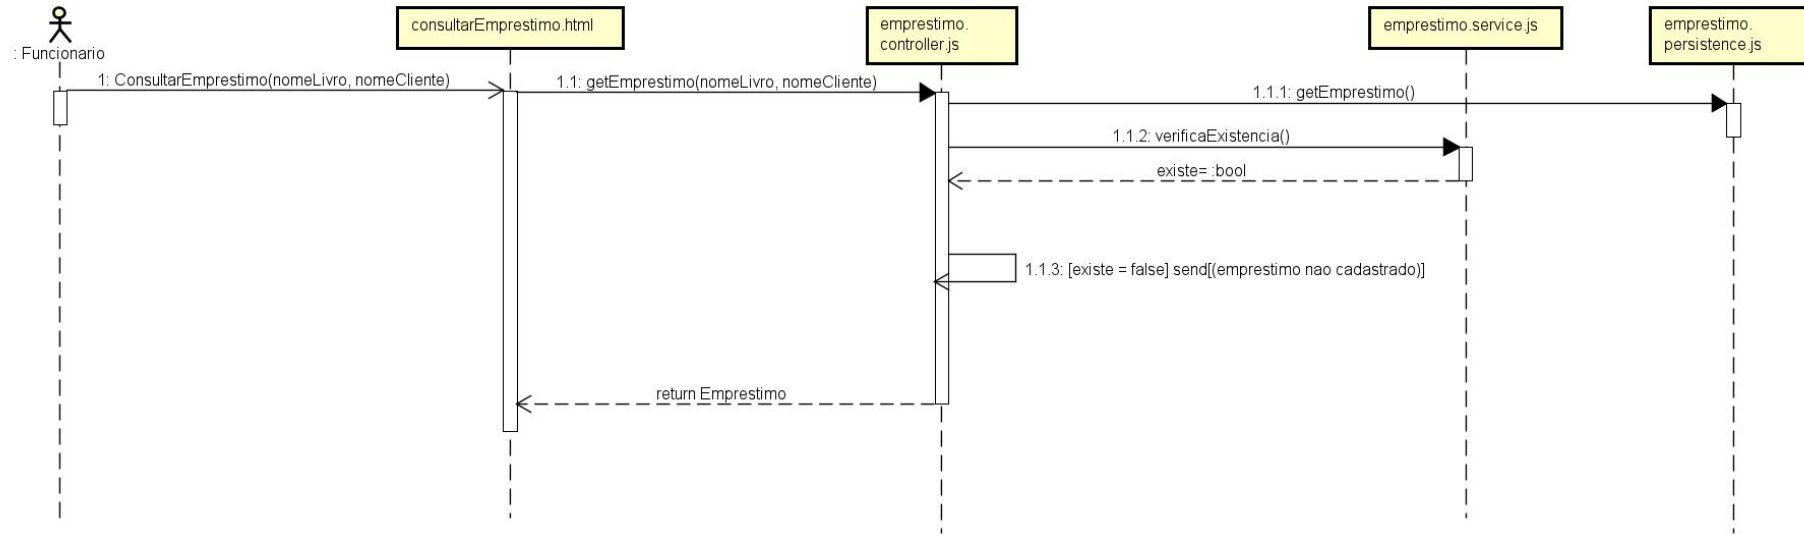 : Funcionario
consultarEmprestimo.html
emprestimo.
controller.js
emprestimo.service.js
emprestimo.
persistence.js
1: ConsultarEmprestimo(nomeLivro, nomeCliente)
1.1: getEmprestimo(nomeLivro, nomeCliente)
1.1.1: getEmprestimo()
1.1.2: verificaExistencia()
existe= :bool
1.1.3: [existe = false] send[(emprestimo nao cadastrado)]
return Emprestimo